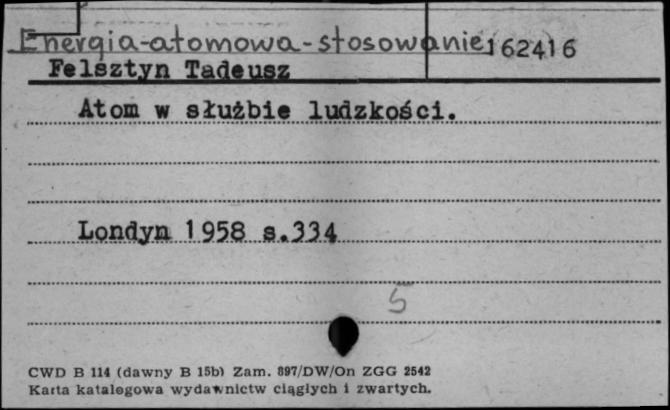 Energia-atomowa-stosowanie 162416
Felsztyn Tadeusz
Atom w służbie ludzkości.
Londyn 1958 s.334
5
CWD B 114 (dawny B 15b) Zam. 897/DW/On ZGG 2542
Karta katalogowa wydawnictw ciągłych i zwartych.